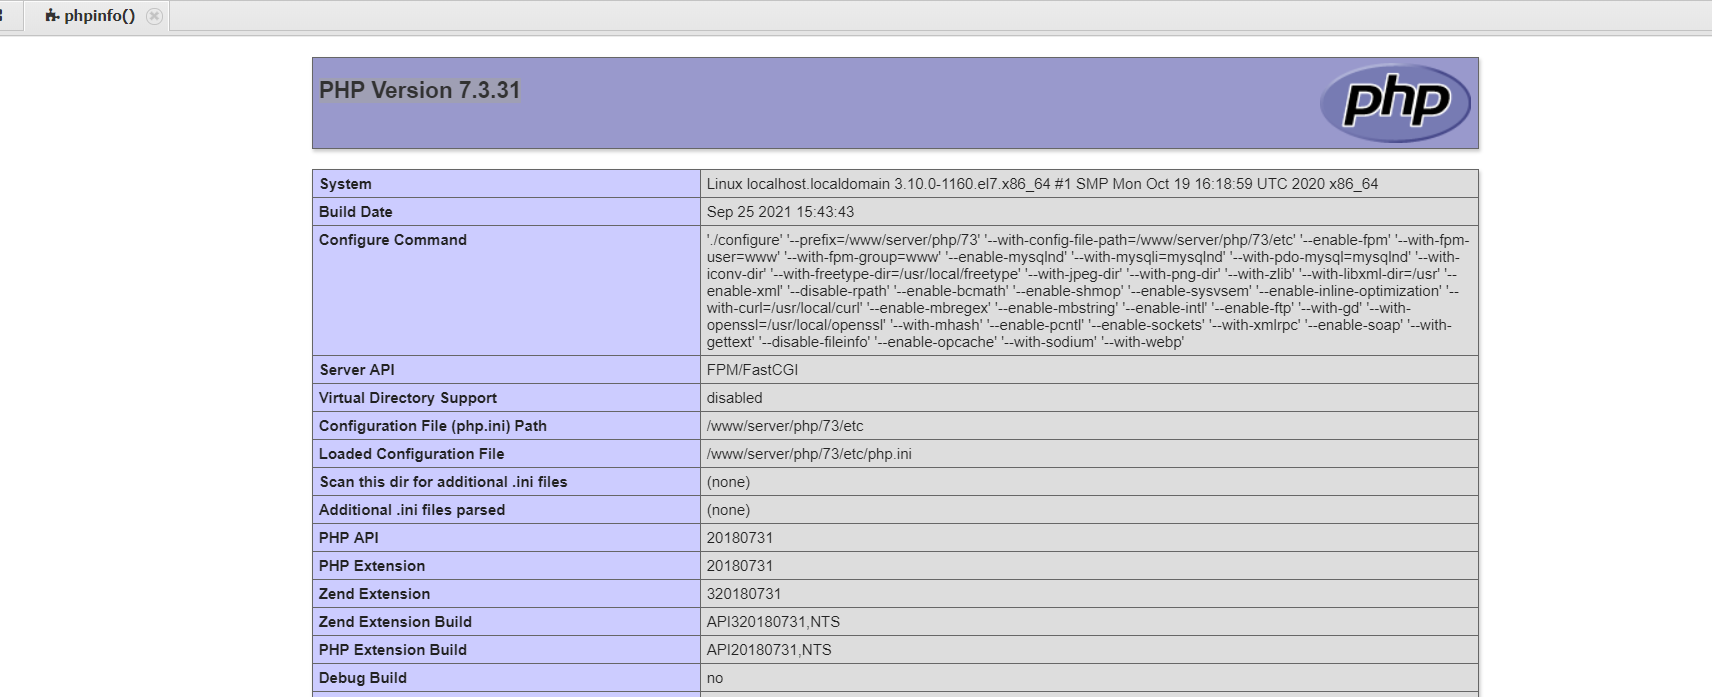 phpinfo()
PHP Version 7.3.31
php
System Linux localhost.localdomain 3.10.0-1160.el7.x86_64 #1 SMP Mon Oct 19 16:18:59 UTC 2020 x86_64
Build Date Sep 25 2021 15:43:43
Configure Command './configure' '--prefix=/www/server/php/73' '--with-config-file-path=/www/server/php/73/etc' '--enable-fpm' '--with-fpm-
user=www' '--with-fpm-group=www' '--enable-mysqlnd' '--with-mysqli=mysqlnd' '--with-pdo-mysql=mysqlnd' '--with-
iconv-dir' '--with-freetype-dir=/usr/local/freetype' '--with-jpeg-dir' '--with-png-dir' '--with-zlib' '--with-libxml-dir=/usr' '--
enable-xml' '--disable-rpath' '--enable-bcmath' '--enable-shmop' '--enable-sysvsem' '--enable-inline-optimization' '--
with-curl=/usr/local/curl' '--enable-mbregex' '--enable-mbstring' '--enable-intl' '--enable-ftp' '--with-gd' '--with-
openssl=/usr/local/openssl' '--with-mhash' '--enable-pcntl' '--enable-sockets' '--with-xmlrpc' '--enable-soap' '--with-
gettext' '--disable-fileinfo' '--enable-opcache' '--with-sodium' '--with-webp'
Server API FPM/FastCGI
Virtual Directory Support disabled
Configuration File (php.ini) Path /www/server/php/73/etc
Loaded Configuration File /www/server/php/73/etc/php.ini
Scan this dir for additional .ini files (none)
Additional .ini files parsed (none)
PHP API 20180731
PHP Extension 20180731
Zend Extension 320180731
Zend Extension Build API320180731,NTS
PHP Extension Build API20180731,NTS
Debug Build no